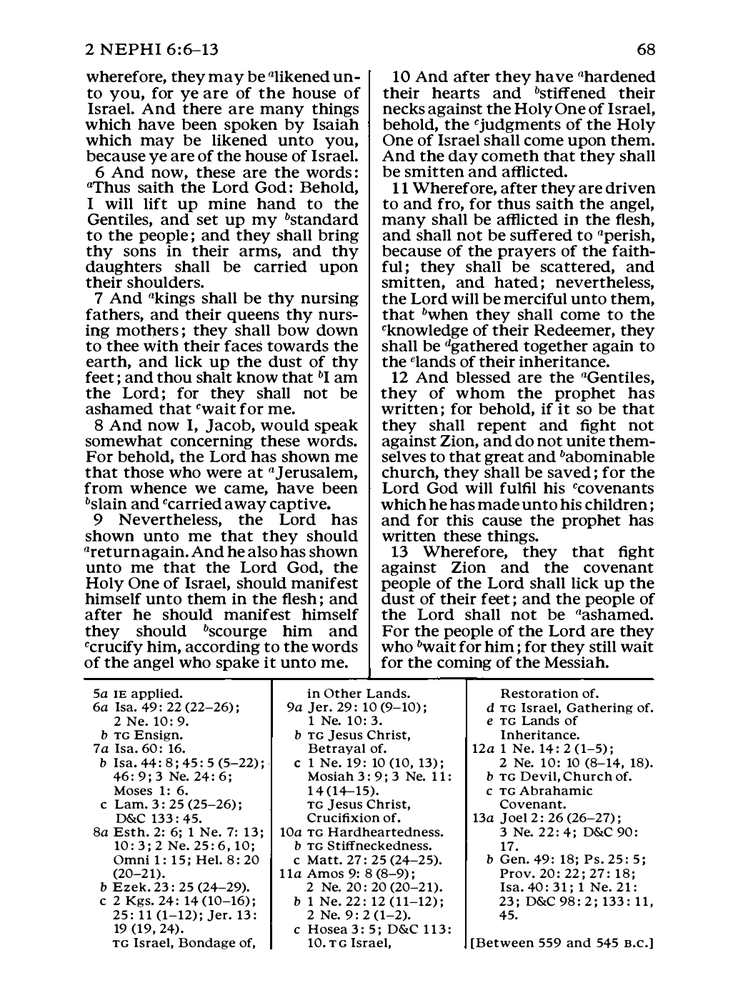 2 NEPHI 6:6–13
68
wherefore, they may be ᵃlikened un-
to you, for ye are of the house of
Israel. And there are many things
which have been spoken by Isaiah
which may be likened unto you,
because ye are of the house of Israel.
6 And now, these are the words:
ᵃThus saith the Lord God: Behold,
I will lift up mine hand to the
Gentiles, and set up my ᵇstandard
to the people; and they shall bring
thy sons in their arms, and thy
daughters shall be carried upon
their shoulders.
7 And ᵃkings shall be thy nursing
fathers, and their queens thy nurs-
ing mothers; they shall bow down
to thee with their faces towards the
earth, and lick up the dust of thy
feet; and thou shalt know that ᵇI am
the Lord; for they shall not be
ashamed that ᶜwait for me.
8 And now I, Jacob, would speak
somewhat concerning these words.
For behold, the Lord has shown me
that those who were at ᵃJerusalem,
from whence we came, have been
ᵇslain and ᶜcarried away captive.
9 Nevertheless, the Lord has
shown unto me that they should
ᵃreturn again. And he also has shown
unto me that the Lord God, the
Holy One of Israel, should manifest
himself unto them in the flesh; and
after he should manifest himself
they should ᵇscourge him and
ᶜcrucify him, according to the words
of the angel who spake it unto me.
10 And after they have ᵃhardened
their hearts and ᵇstiffened their
necks against the Holy One of Israel,
behold, the ᶜjudgments of the Holy
One of Israel shall come upon them.
And the day cometh that they shall
be smitten and afflicted.
11 Wherefore, after they are driven
to and fro, for thus saith the angel,
many shall be afflicted in the flesh,
and shall not be suffered to ᵃperish,
because of the prayers of the faith-
ful; they shall be scattered, and
smitten, and hated; nevertheless,
the Lord will be merciful unto them,
that ᵇwhen they shall come to the
ᶜknowledge of their Redeemer, they
shall be ᵈgathered together again to
the ᵉlands of their inheritance.
12 And blessed are the ᵃGentiles,
they of whom the prophet has
written; for behold, if it so be that
they shall repent and fight not
against Zion, and do not unite them-
selves to that great and ᵇabominable
church, they shall be saved; for the
Lord God will fulfil his ᶜcovenants
which he has made unto his children;
and for this cause the prophet has
written these things.
13 Wherefore, they that fight
against Zion and the covenant
people of the Lord shall lick up the
dust of their feet; and the people of
the Lord shall not be ᵃashamed.
For the people of the Lord are they
who ᵇwait for him; for they still wait
for the coming of the Messiah.
5a IE applied.
6a Isa. 49: 22 (22–26);
2 Ne. 10: 9.
b TG Ensign.
7a Isa. 60: 16.
b Isa. 44: 8; 45: 5 (5–22);
46: 9; 3 Ne. 24: 6;
Moses 1: 6.
c Lam. 3: 25 (25–26);
D&C 133: 45.
8a Esth. 2: 6; 1 Ne. 7: 13;
10: 3; 2 Ne. 25: 6, 10;
Omni 1: 15; Hel. 8: 20
(20–21).
b Ezek. 23: 25 (24–29).
c 2 Kgs. 24: 14 (10–16);
25: 11 (1–12); Jer. 13:
19 (19, 24).
TG Israel, Bondage of,
in Other Lands.
9a Jer. 29: 10 (9–10);
1 Ne. 10: 3.
b TG Jesus Christ,
Betrayal of.
c 1 Ne. 19: 10 (10, 13);
Mosiah 3: 9; 3 Ne. 11:
14 (14–15).
TG Jesus Christ,
Crucifixion of.
10a TG Hardheartedness.
b TG Stiffneckedness.
c Matt. 27: 25 (24–25).
11a Amos 9: 8 (8–9);
2 Ne. 20: 20 (20–21).
b 1 Ne. 22: 12 (11–12);
2 Ne. 9: 2 (1–2).
c Hosea 3: 5; D&C 113:
10. TG Israel,
Restoration of.
d TG Israel, Gathering of.
e TG Lands of
Inheritance.
12a 1 Ne. 14: 2 (1–5);
2 Ne. 10: 10 (8–14, 18).
b TG Devil, Church of.
c TG Abrahamic
Covenant.
13a Joel 2: 26 (26–27);
3 Ne. 22: 4; D&C 90:
17.
b Gen. 49: 18; Ps. 25: 5;
Prov. 20: 22; 27: 18;
Isa. 40: 31; 1 Ne. 21:
23; D&C 98: 2; 133: 11,
45.
[Between 559 and 545 B.C.]